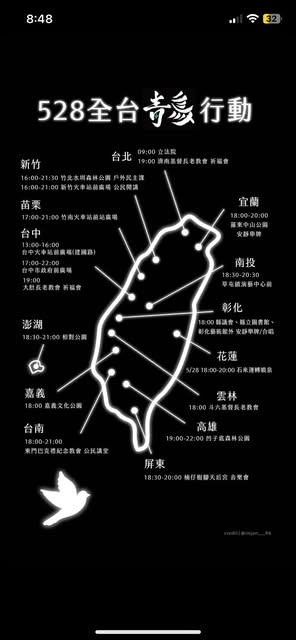 8:48
32
528全台青鳥行動
台北
09:00 立法院
19:00 濟南基督長老教會 祈福會
新竹
16:00-21:30 竹北水圳森林公園 戶外民主課
16:00-21:00 新竹火車站前廣場 公民開講
苗栗
17:00-21:00 竹南火車站前站廣場
宜蘭
18:00-20:00
羅東中山公園
安靜舉牌
台中
13:00-16:00
台中火車站前廣場(建國路)
17:00-22:00
台中市政府前廣場
19:00
大肚長老教會 祈福會
南投
18:30-20:30
草屯鎮演藝中心前
彰化
18:00 縣議會、縣立圖書館、
彰化藝術館外 安靜舉牌/合唱
澎湖
18:30-21:00 相對公園
花蓮
5/28 18:00-20:00 石來運轉噴泉
嘉義
18:00 嘉義文化公園
雲林
18:00 斗六基督長老教會
台南
18:00-21:00
東門巴克禮紀念教會 公民講堂
高雄
19:00-22:00 凹子底森林公園
屏東
18:30-20:00 楠仔樹腳天后宮 音樂會